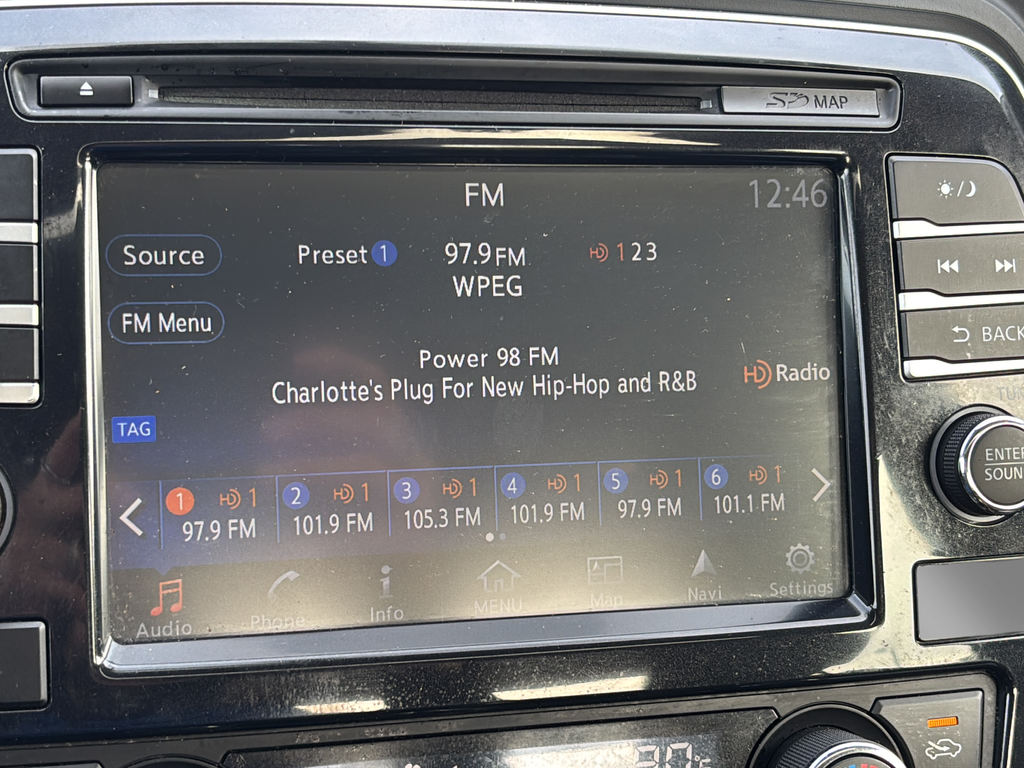 SD MAP
FM 12:46
Source Preset 1 97.9 FM HD 1 2 3
WPEG
FM Menu
Power 98 FM
Charlotte's Plug For New Hip-Hop and R&B HD Radio
TAG
1 HD 1 2 HD 1 3 HD 1 4 HD 1 5 HD 1 6 HD 1
97.9 FM 101.9 FM 105.3 FM 101.9 FM 97.9 FM 101.1 FM
Audio Phone Info MENU Map Navi Settings
BACK
ENTER
SOUN